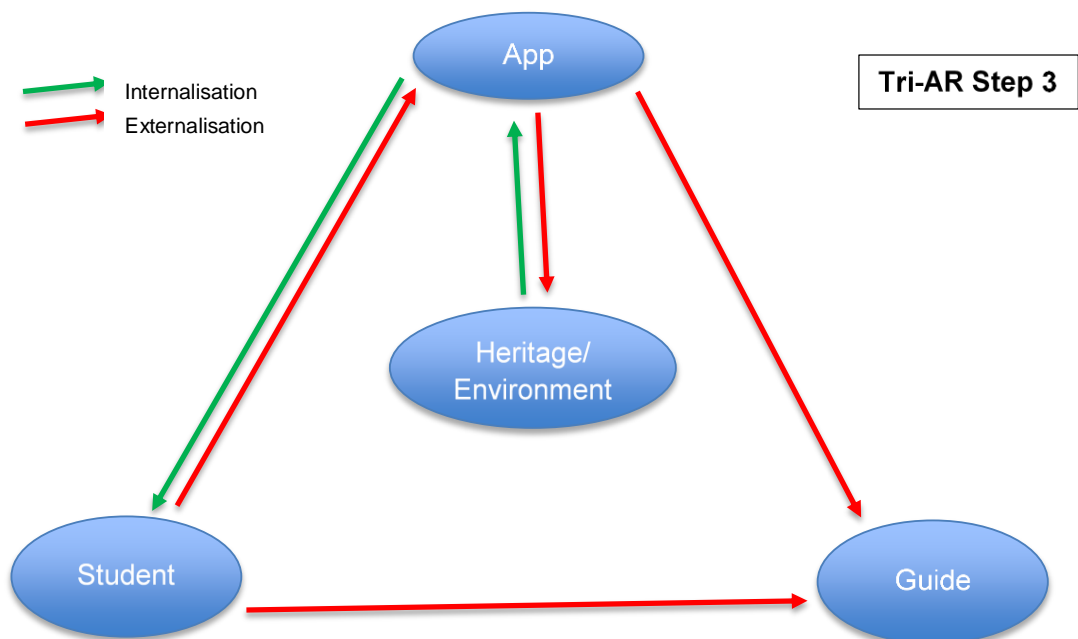 App
Tri-AR Step 3
Internalisation
Externalisation
Heritage/
Environment
Student
Guide